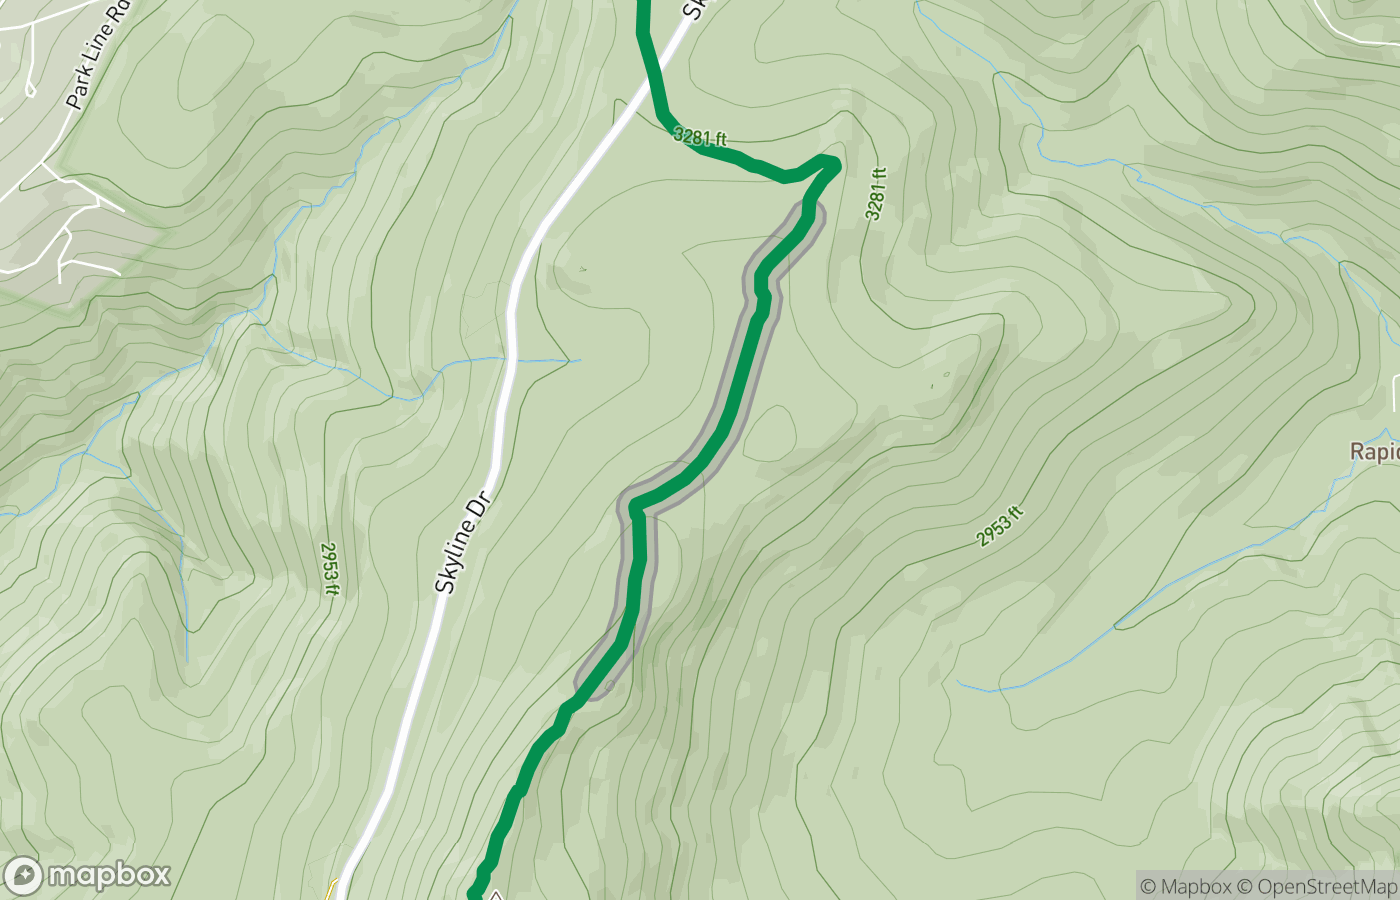 Park Line Rd
3281 ft
3281 ft
Rapid
2953 ft
2953 ft
Skyline Dr
mapbox
© Mapbox © OpenStreetMap